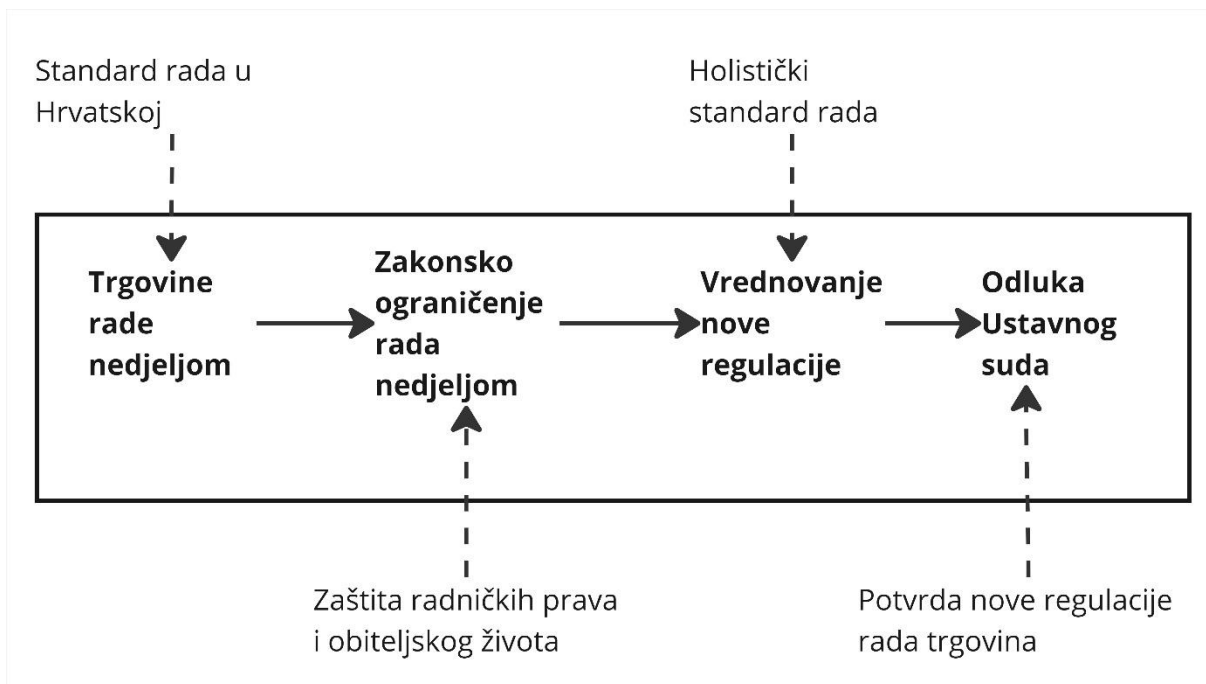 Standard rada u
Hrvatskoj
Holistički
standard rada
Trgovine
rade
nedjeljom
Zakonsko
ograničenje
rada
nedjeljom
Vrednovanje
nove
regulacije
Odluka
Ustavnog
suda
Zaštita radničkih prava
i obiteljskog života
Potvrda nove regulacije
rada trgovina